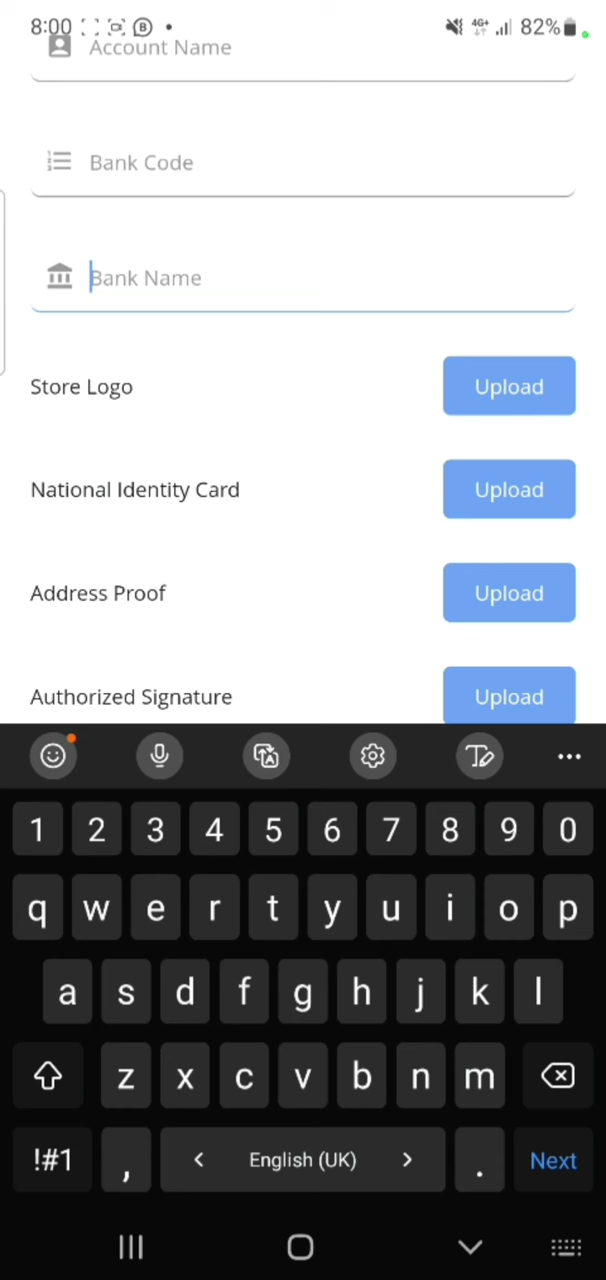 8:00 4G+ 82%
Account Name
Bank Code
Bank Name
Store Logo Upload
National Identity Card Upload
Address Proof Upload
Authorized Signature Upload
1 2 3 4 5 6 7 8 9 0
q w e r t y u i o p
a s d f g h j k l
z x c v b n m
!#1 , < English (UK) > . Next